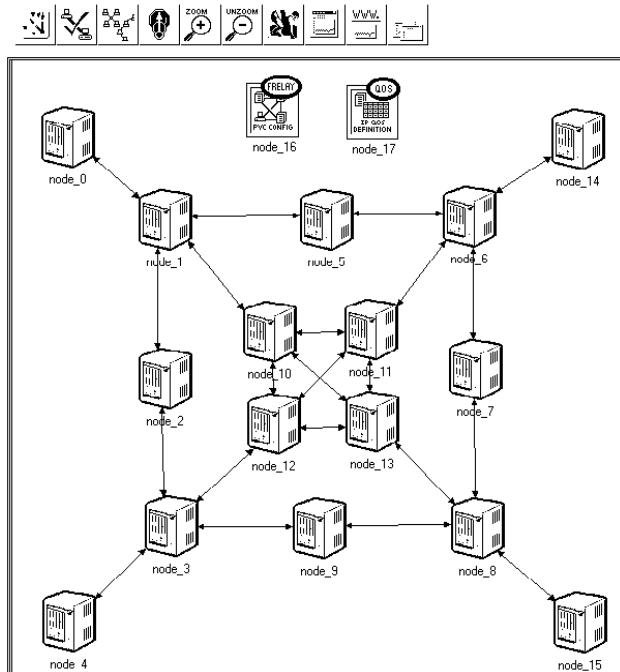 ZOOM
UNZOOM
WWW.
FRELAY
PVC CONFIG
node_16
QOS
IP QOS
DEFINITION
node_17
node_0
node_14
node_1
node_5
node_6
node_10
node_11
node_2
node_7
node_12
node_13
node_3
node_9
node_8
node_4
node_15